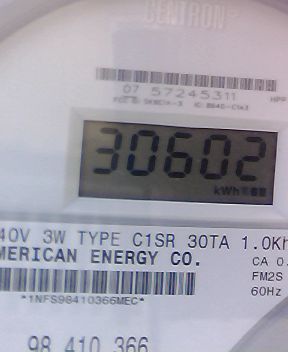 CENTRON®
07 57245311
30602
kWh
40V 3W TYPE C1SR 30TA 1.0Kh
MERICAN ENERGY CO.
CA 0.
FM2S
60Hz
*1NFS98410366MEC*
98 410 366